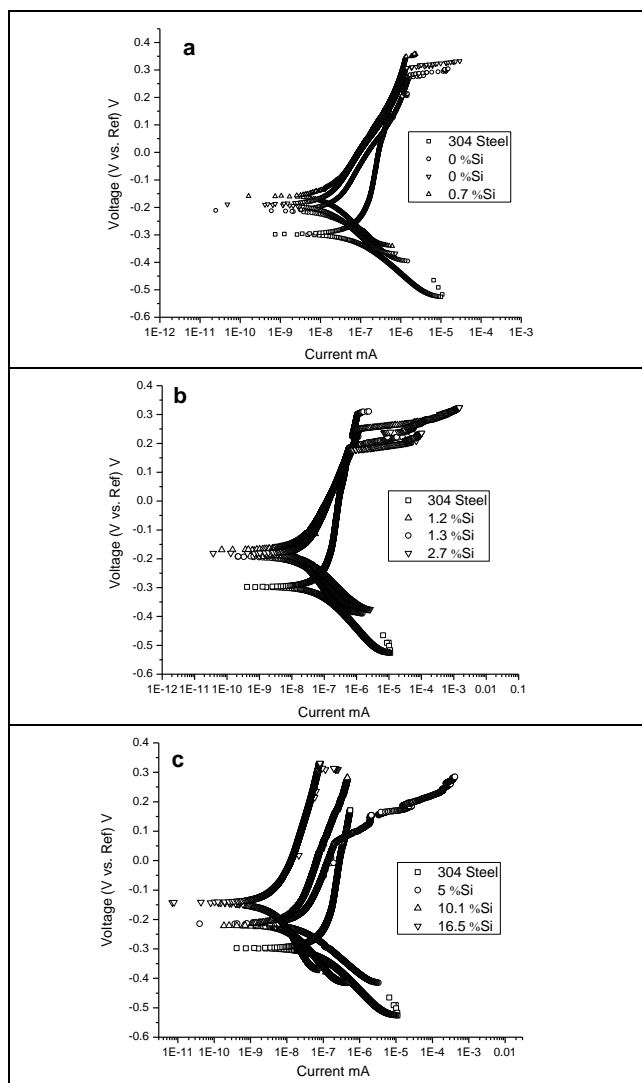 a
0.4
0.3
0.2
0.1
0.0
-0.1
-0.2
-0.3
-0.4
-0.5
-0.6
Voltage (V vs. Ref) V
304 Steel
0 %Si
0 %Si
0.7 %Si
1E-12 1E-11 1E-10 1E-9 1E-8 1E-7 1E-6 1E-5 1E-4 1E-3
Current mA
b
0.4
0.3
0.2
0.1
0.0
-0.1
-0.2
-0.3
-0.4
-0.5
-0.6
Voltage (V vs. Ref) V
304 Steel
1.2 %Si
1.3 %Si
2.7 %Si
1E-12 1E-11 1E-10 1E-9 1E-8 1E-7 1E-6 1E-5 1E-4 1E-3 0.01 0.1
Current mA
c
0.4
0.3
0.2
0.1
0.0
-0.1
-0.2
-0.3
-0.4
-0.5
-0.6
Voltage (V vs. Ref) V
304 Steel
5 %Si
10.1 %Si
16.5 %Si
1E-11 1E-10 1E-9 1E-8 1E-7 1E-6 1E-5 1E-4 1E-3 0.01
Current mA